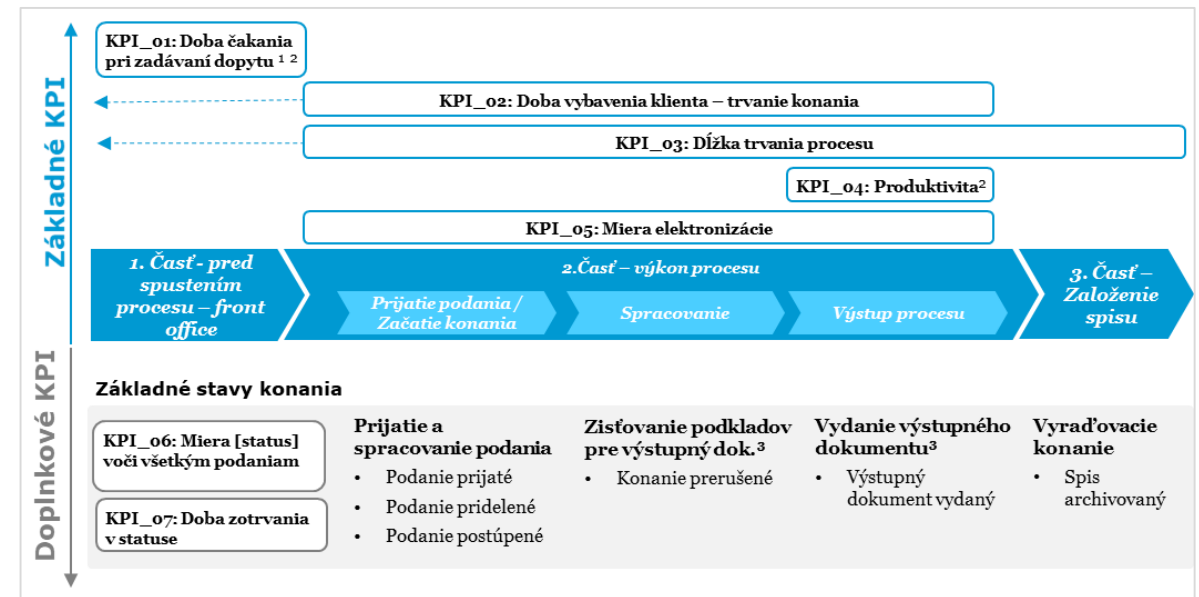 Základné KPI
KPI_01: Doba čakania
pri zadávaní dopytu ¹ ²
KPI_02: Doba vybavenia klienta – trvanie konania
KPI_03: Dĺžka trvania procesu
KPI_04: Produktivita²
KPI_05: Miera elektronizácie
1. Časť - pred
spustením
procesu – front
office
2.Časť – výkon procesu
Prijatie podania /
Začatie konania
Spracovanie
Výstup procesu
3. Časť –
Založenie
spisu
Doplnkové KPI
Základné stavy konania
KPI_06: Miera [status]
voči všetkým podaniam
KPI_07: Doba zotrvania
v statuse
Prijatie a
spracovanie podania
• Podanie prijaté
• Podanie pridelené
• Podanie postúpené
Zisťovanie podkladov
pre výstupný dok.³
• Konanie prerušené
Vydanie výstupného
dokumentu³
• Výstupný
dokument vydaný
Vyraďovacie
konanie
• Spis
archivovaný